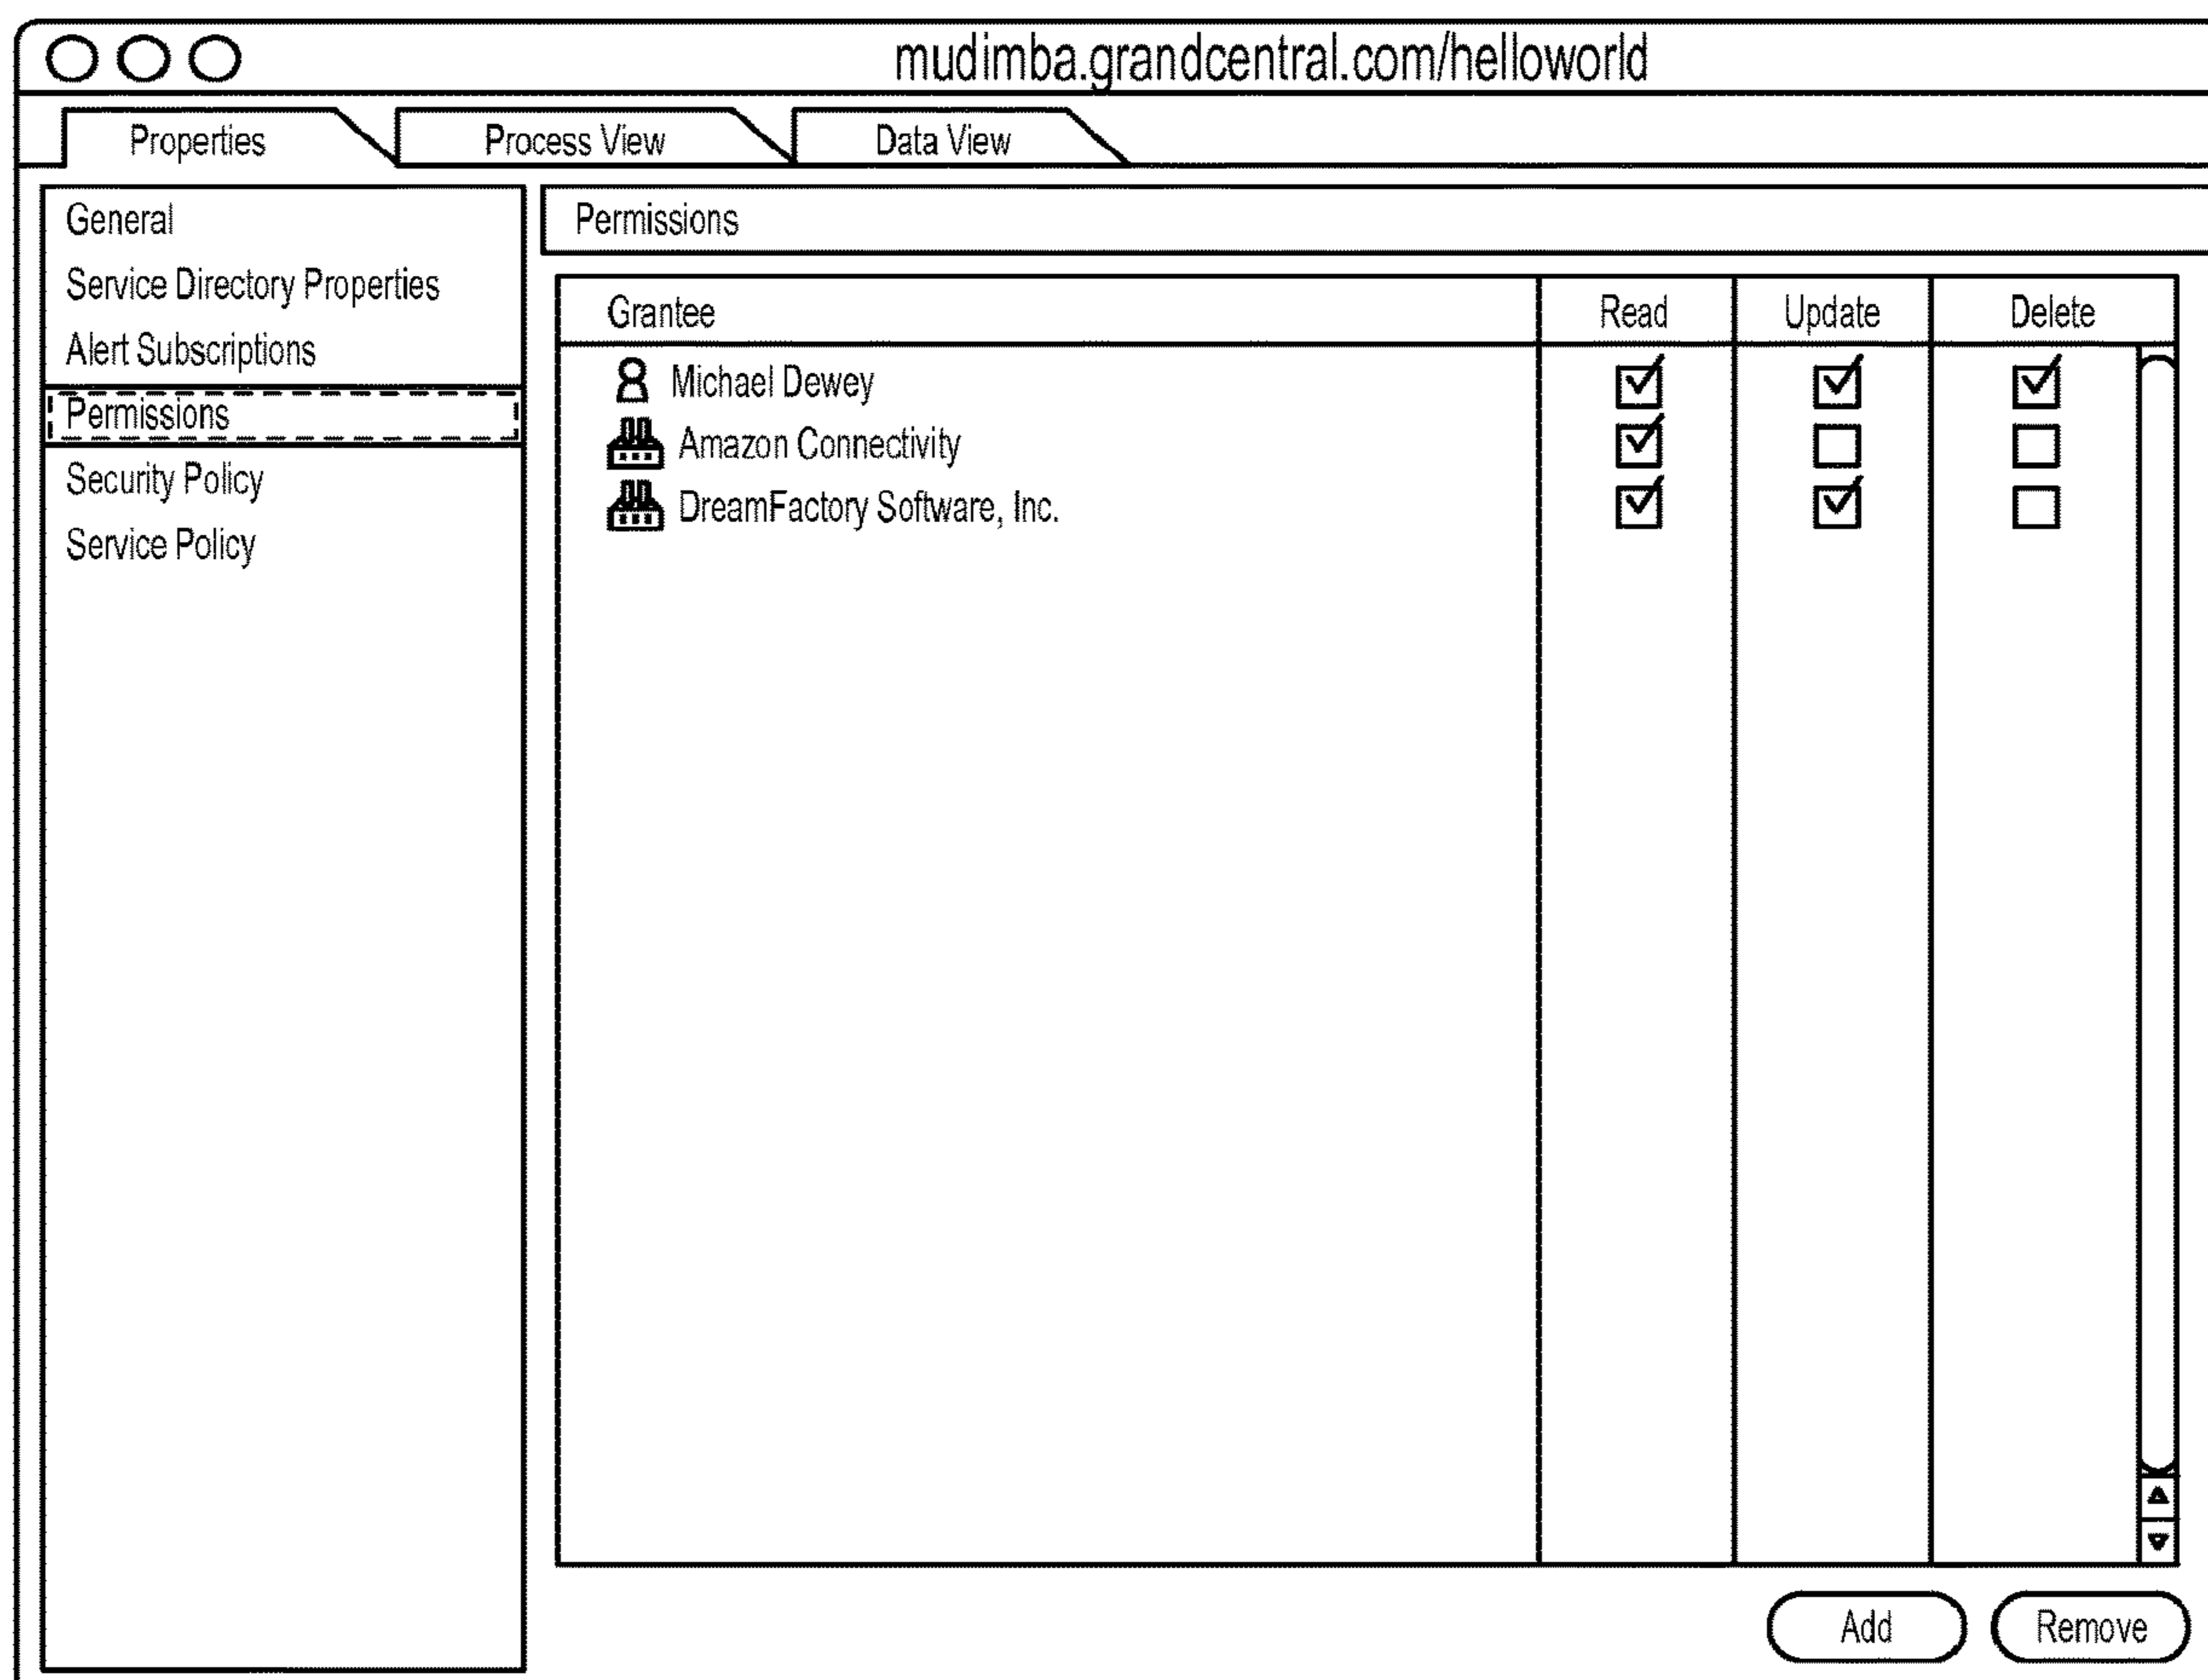 mudimba.grandcentral.com/helloworld
Properties
Process View
Data View
General
Service Directory Properties
Alert Subscriptions
Permissions
Security Policy
Service Policy
Permissions
Grantee Read Update Delete
Michael Dewey
Amazon Connectivity
DreamFactory Software, Inc.
Add
Remove